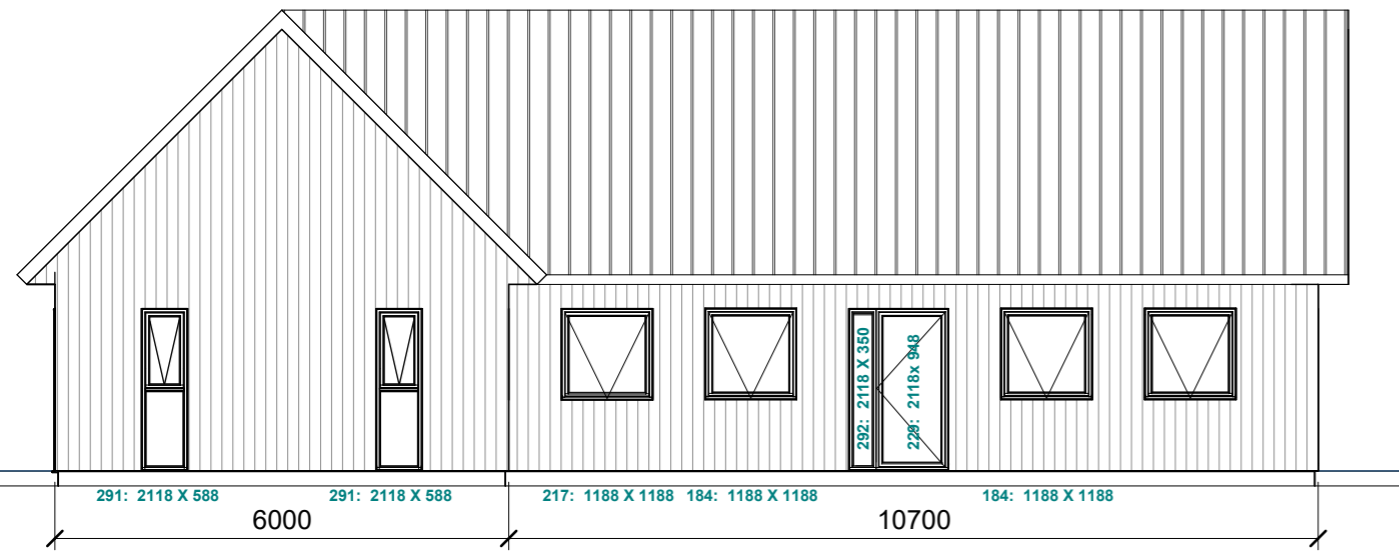 292: 2118 X 350
229: 2118x 948
291: 2118 X 588
291: 2118 X 588
217: 1188 X 1188
184: 1188 X 1188
184: 1188 X 1188
6000
10700